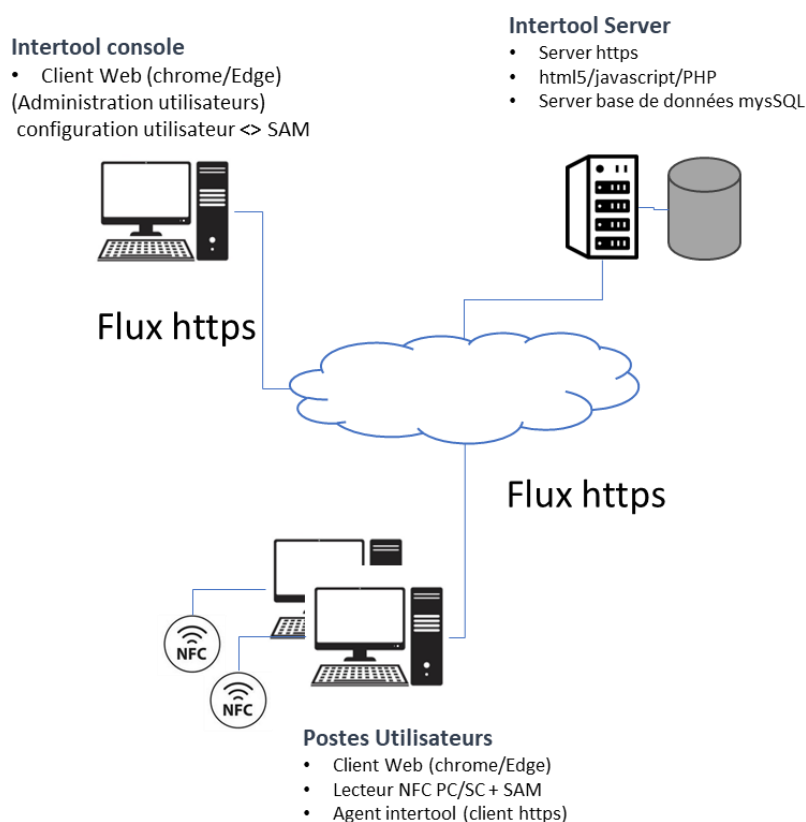 Intertool console
• Client Web (chrome/Edge)
(Administration utilisateurs)
configuration utilisateur <> SAM
Intertool Server
• Server https
• html5/javascript/PHP
• Server base de données mysSQL
Flux https
Flux https
NFC
NFC
Postes Utilisateurs
• Client Web (chrome/Edge)
• Lecteur NFC PC/SC + SAM
• Agent intertool (client https)